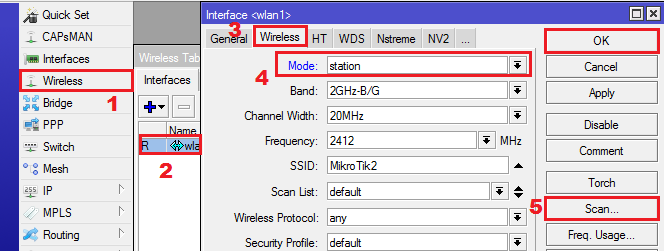 Quick Set
CAPsMAN
Interfaces
Wireless
1
Bridge
PPP
Switch
Mesh
IP
MPLS
Routing
Wireless Tab
Interfaces
Name
R wla
2
Interface <wlan1>
3
General Wireless HT WDS Nstreme NV2 ...
4
Mode: station
Band: 2GHz-B/G
Channel Width: 20MHz
Frequency: 2412 MHz
SSID: MikroTik2
Scan List: default
Wireless Protocol: any
Security Profile: default
OK
Cancel
Apply
Disable
Comment
Torch
5
Scan...
Freq. Usage...